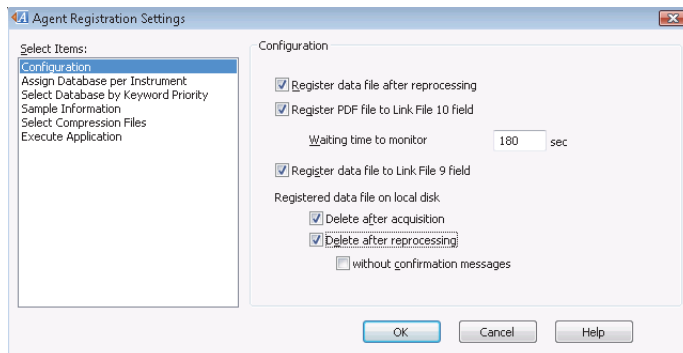 Agent Registration Settings
Select Items:
Configuration
Assign Database per Instrument
Select Database by Keyword Priority
Sample Information
Select Compression Files
Execute Application
Configuration
Register data file after reprocessing
Register PDF file to Link File 10 field
Waiting time to monitor 180 sec
Register data file to Link File 9 field
Registered data file on local disk
Delete after acquisition
Delete after reprocessing
without confirmation messages
OK Cancel Help